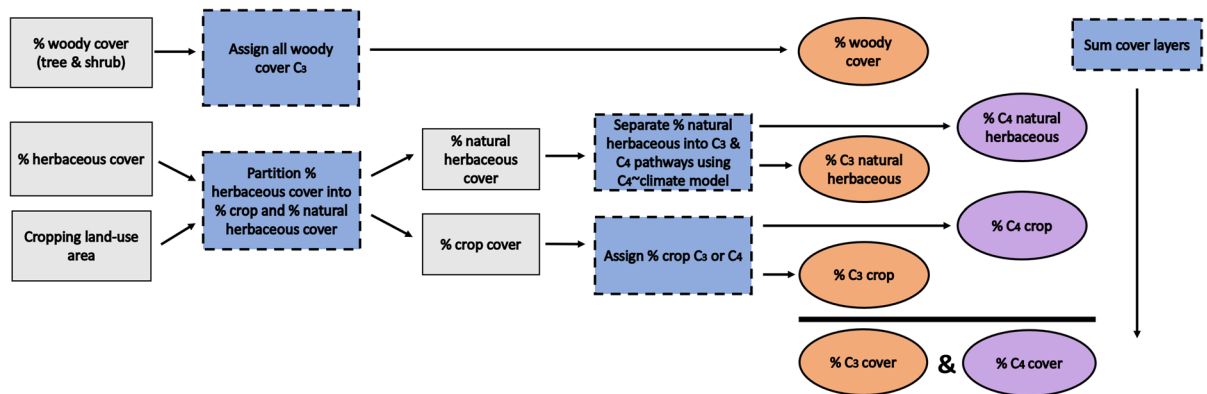 % woody cover
(tree & shrub)
Assign all woody
cover C₃
% woody
cover
Sum cover layers
% herbaceous cover
Cropping land-use
area
Partition %
herbaceous cover into
% crop and % natural
herbaceous cover
% natural
herbaceous
cover
% crop cover
Separate % natural
herbaceous into C₃ &
C₄ pathways using
C₄~climate model
Assign % crop C₃ or C₄
% C₄ natural
herbaceous
% C₃ natural
herbaceous
% C₄ crop
% C₃ crop
% C₃ cover
&
% C₄ cover